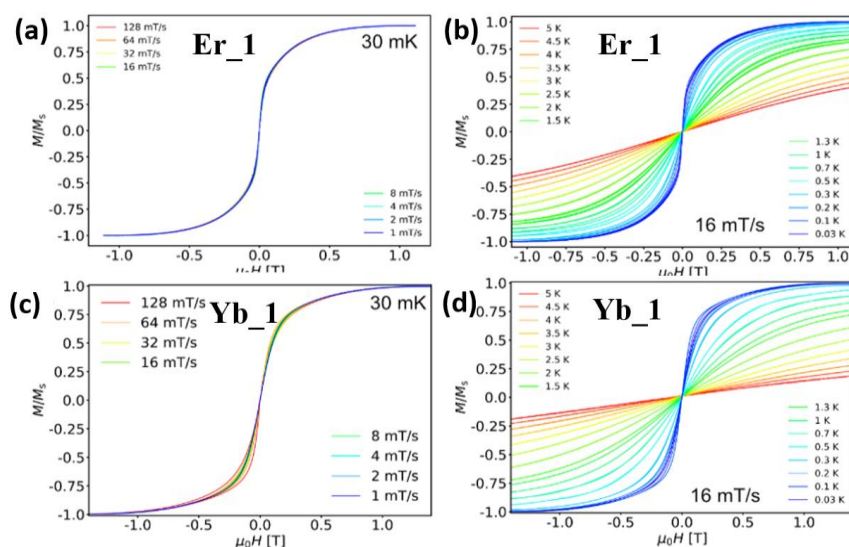 (a)
128 mT/s
64 mT/s
32 mT/s
16 mT/s
Er_1
30 mK
8 mT/s
4 mT/s
2 mT/s
1 mT/s
1.0
0.75
0.5
0.25
0.0
-0.25
-0.5
-0.75
-1.0
M/Ms
-1.0
-0.5
0.0
0.5
1.0
μ0H [T]
(b)
5 K
4.5 K
4 K
3.5 K
3 K
2.5 K
2 K
1.5 K
Er_1
1.3 K
1 K
0.7 K
0.5 K
0.3 K
0.2 K
0.1 K
0.03 K
16 mT/s
1.0
0.75
0.50
0.25
0.0
-0.25
-0.50
-0.75
-1.0
M/Ms
-1.0
-0.75
-0.50
-0.25
0.00
0.25
0.50
0.75
1.0
μ0H [T]
(c)
128 mT/s
64 mT/s
32 mT/s
16 mT/s
Yb_1
30 mK
8 mT/s
4 mT/s
2 mT/s
1 mT/s
1.0
0.75
0.50
0.25
0.0
-0.25
-0.50
-0.75
-1.0
M/Ms
-1.0
-0.5
0.0
0.5
1.0
μ0H [T]
(d)
5 K
4.5 K
4 K
3.5 K
3 K
2.5 K
2 K
1.5 K
Yb_1
1.3 K
1 K
0.7 K
0.5 K
0.3 K
0.2 K
0.1 K
0.03 K
16 mT/s
1.0
0.75
0.50
0.25
0.0
-0.25
-0.50
-0.75
-1.0
M/Ms
-1.0
-0.5
0.0
0.5
1.0
μ0H [T]